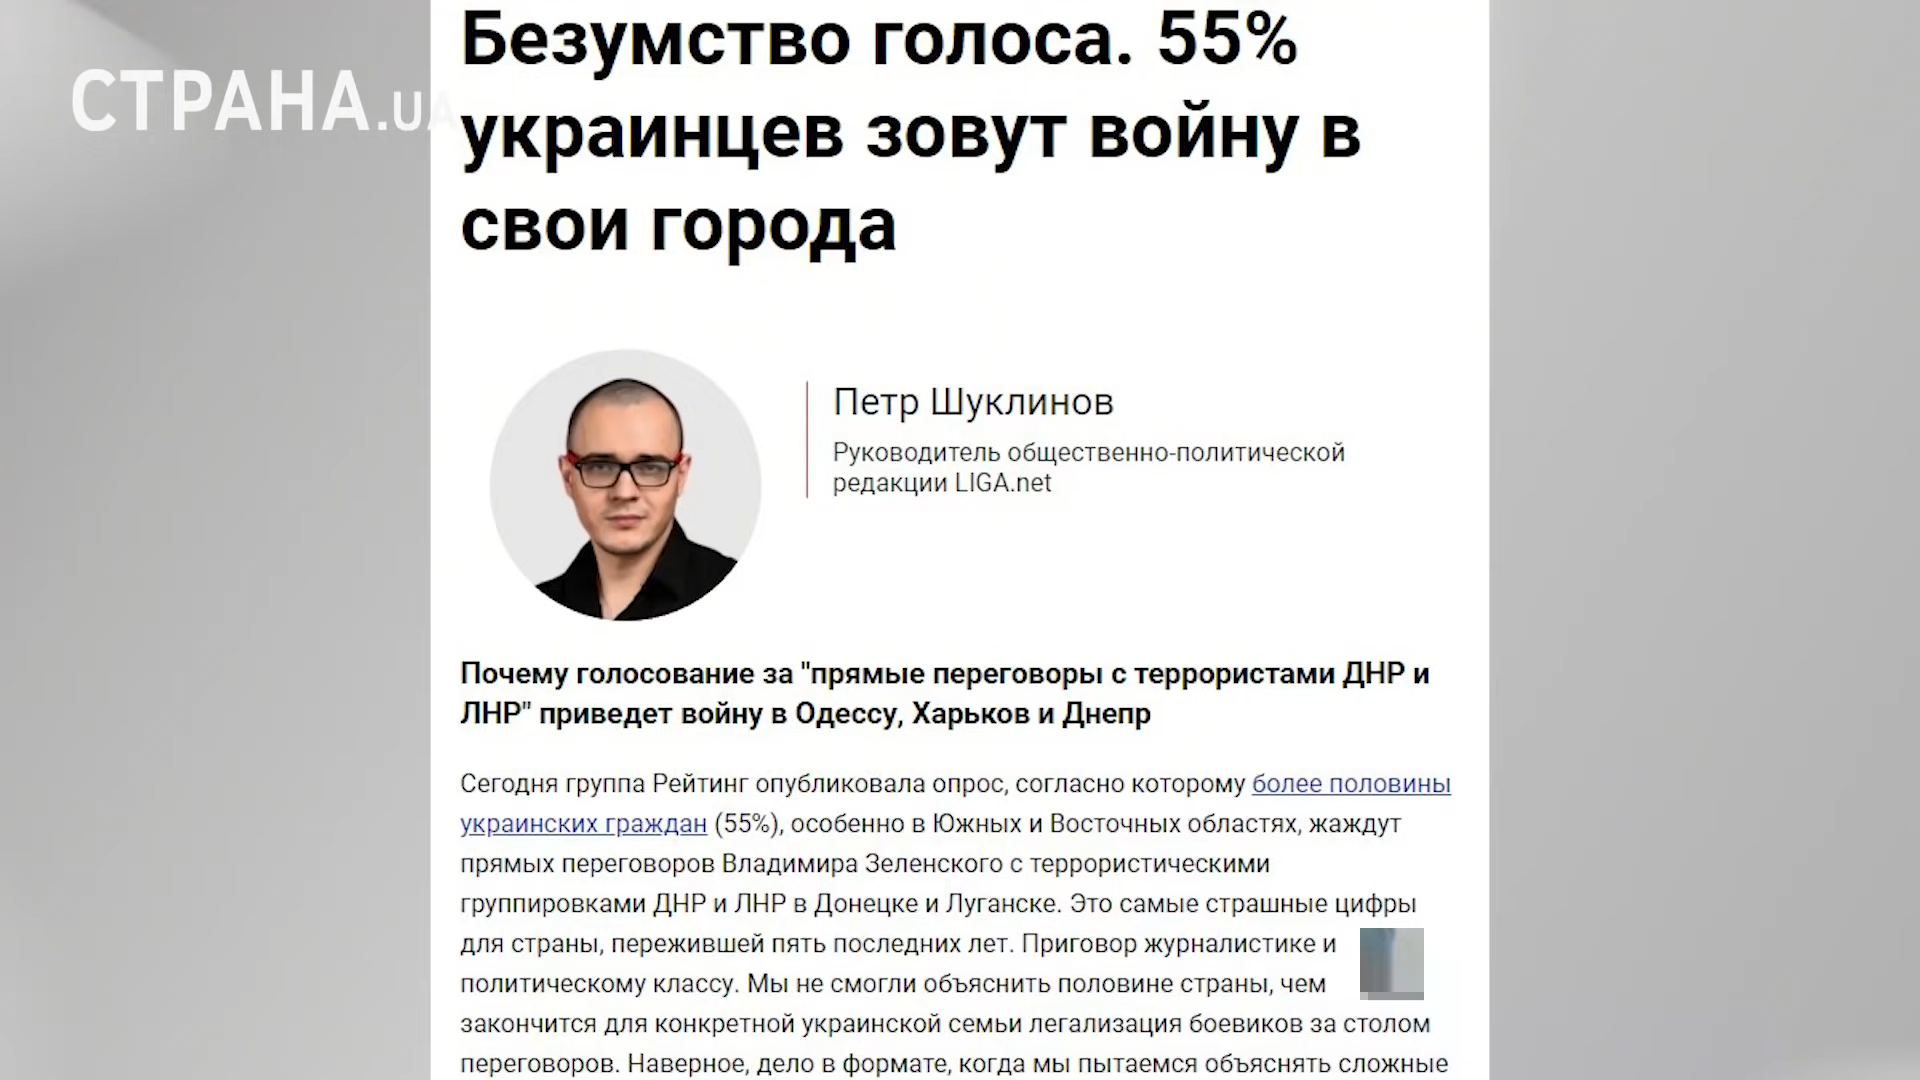 Безумство голоса. 55%
украинцев зовут войну в
свои города
СТРАНА.UA
Петр Шуклинов
Руководитель общественно-политической
редакции LIGA.net
Почему голосование за "прямые переговоры с террористами ДНР и
ЛНР" приведет войну в Одессу, Харьков и Днепр
Сегодня группа Рейтинг опубликовала опрос, согласно которому более половины
украинских граждан (55%), особенно в Южных и Восточных областях, жаждут
прямых переговоров Владимира Зеленского с террористическими
группировками ДНР и ЛНР в Донецке и Луганске. Это самые страшные цифры
для страны, пережившей пять последних лет. Приговор журналистике и
политическому классу. Мы не смогли объяснить половине страны, чем
закончится для конкретной украинской семьи легализация боевиков за столом
переговоров. Наверное, дело в формате, когда мы пытаемся объяснять сложные